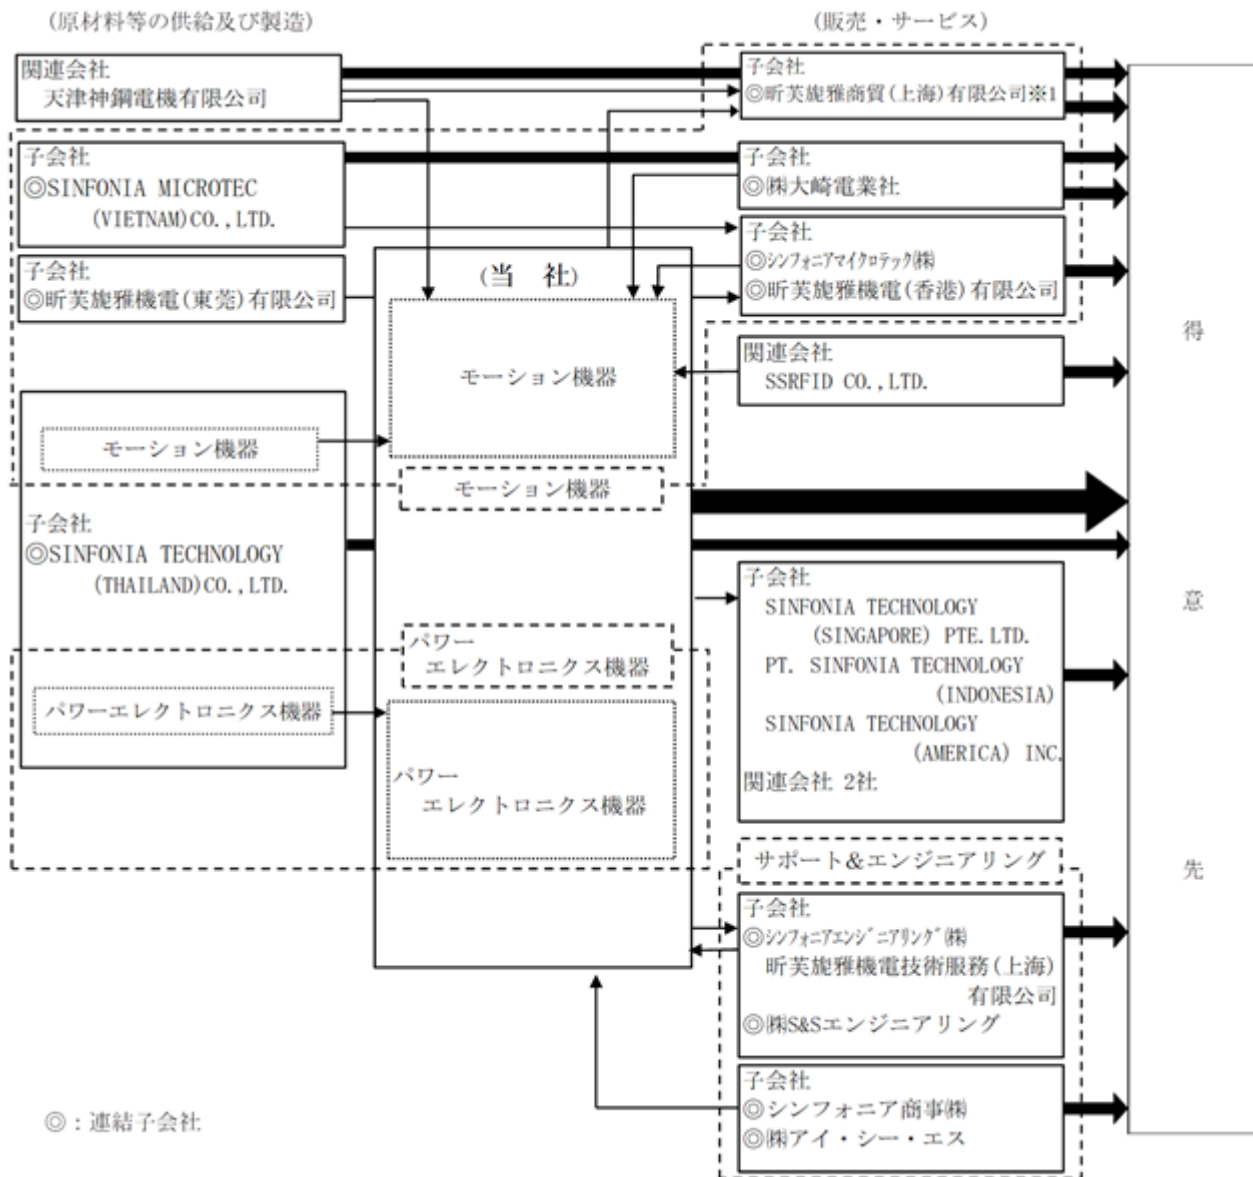 (原材料等の供給及び製造)
(販売・サービス)
関連会社
天津神鋼電機有限公司
子会社
◎昕芙旎雅商貿(上海)有限公司※1
子会社
◎SINFONIA MICROTEC
(VIETNAM)CO.,LTD.
子会社
◎㈱大崎電業社
子会社
◎シンフォニアマイクロテック㈱
◎昕芙旎雅機電(香港)有限公司
子会社
◎昕芙旎雅機電(東莞)有限公司
(当 社)
モーション機器
関連会社
SSRFID CO.,LTD.
モーション機器
モーション機器
子会社
◎SINFONIA TECHNOLOGY
(THAILAND)CO.,LTD.
パワーエレクトロニクス機器
パワー
エレクトロニクス機器
パワー
エレクトロニクス機器
子会社
SINFONIA TECHNOLOGY
(SINGAPORE) PTE.LTD.
PT. SINFONIA TECHNOLOGY
(INDONESIA)
SINFONIA TECHNOLOGY
(AMERICA) INC.
関連会社 2社
サポート&エンジニアリング
子会社
◎シンフォニアエンジニアリング㈱
昕芙旎雅機電技術服務(上海)
有限公司
◎㈱S&Sエンジニアリング
子会社
◎シンフォニア商事㈱
◎㈱アイ・シー・エス
得
意
先
◎：連結子会社